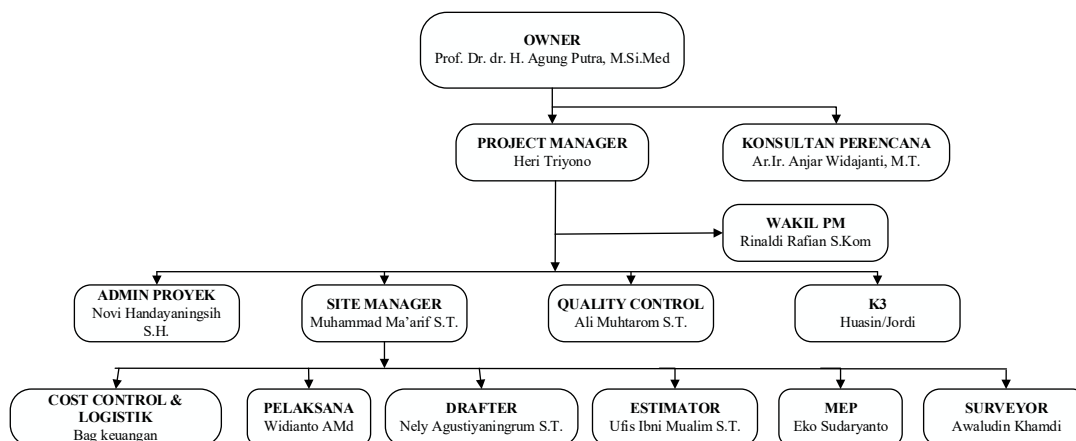 OWNER
Prof. Dr. dr. H. Agung Putra, M.Si.Med
PROJECT MANAGER
Heri Triyono
KONSULTAN PERENCANA
Ar.Ir. Anjar Widajanti, M.T.
WAKIL PM
Rinaldi Rafian S.Kom
ADMIN PROYEK
Novi Handayaningsih
S.H.
SITE MANAGER
Muhammad Ma’arif S.T.
QUALITY CONTROL
Ali Muhtarom S.T.
K3
Huasin/Jordi
COST CONTROL &
LOGISTIK
Bag keuangan
PELAKSANA
Widianto AMd
DRAFTER
Nely Agustiyaningrum S.T.
ESTIMATOR
Ufis Ibni Mualim S.T.
MEP
Eko Sudaryanto
SURVEYOR
Awaludin Khamdi